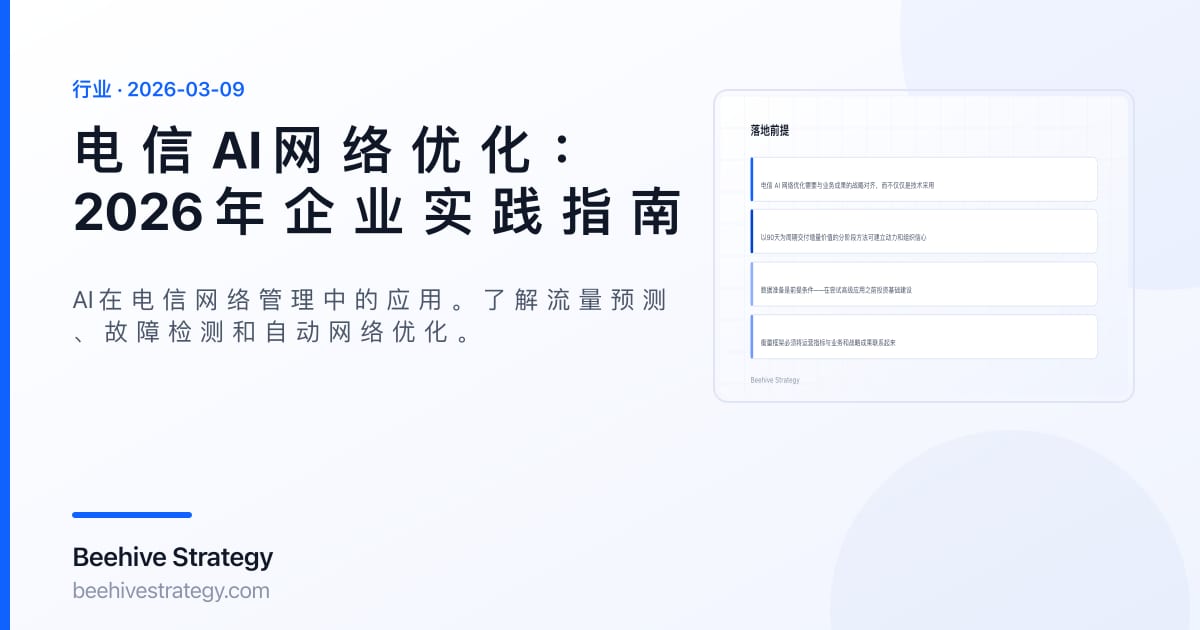 行业 · 2026-03-09
电信AI网络优化：
2026年企业实践指南
AI在电信网络管理中的应用。了解流量预测
、故障检测和自动网络优化。
落地前提
电信 AI 网络优化需要与业务成果的战略对齐，而不仅仅是技术采用
以90天为周期交付增量价值的分阶段方法可建立动力和组织信心
数据准备是前提条件——在尝试高级应用之前投资基础建设
衡量框架必须将运营指标与业务和战略成果联系起来
Beehive Strategy
Beehive Strategy
beehivestrategy.com